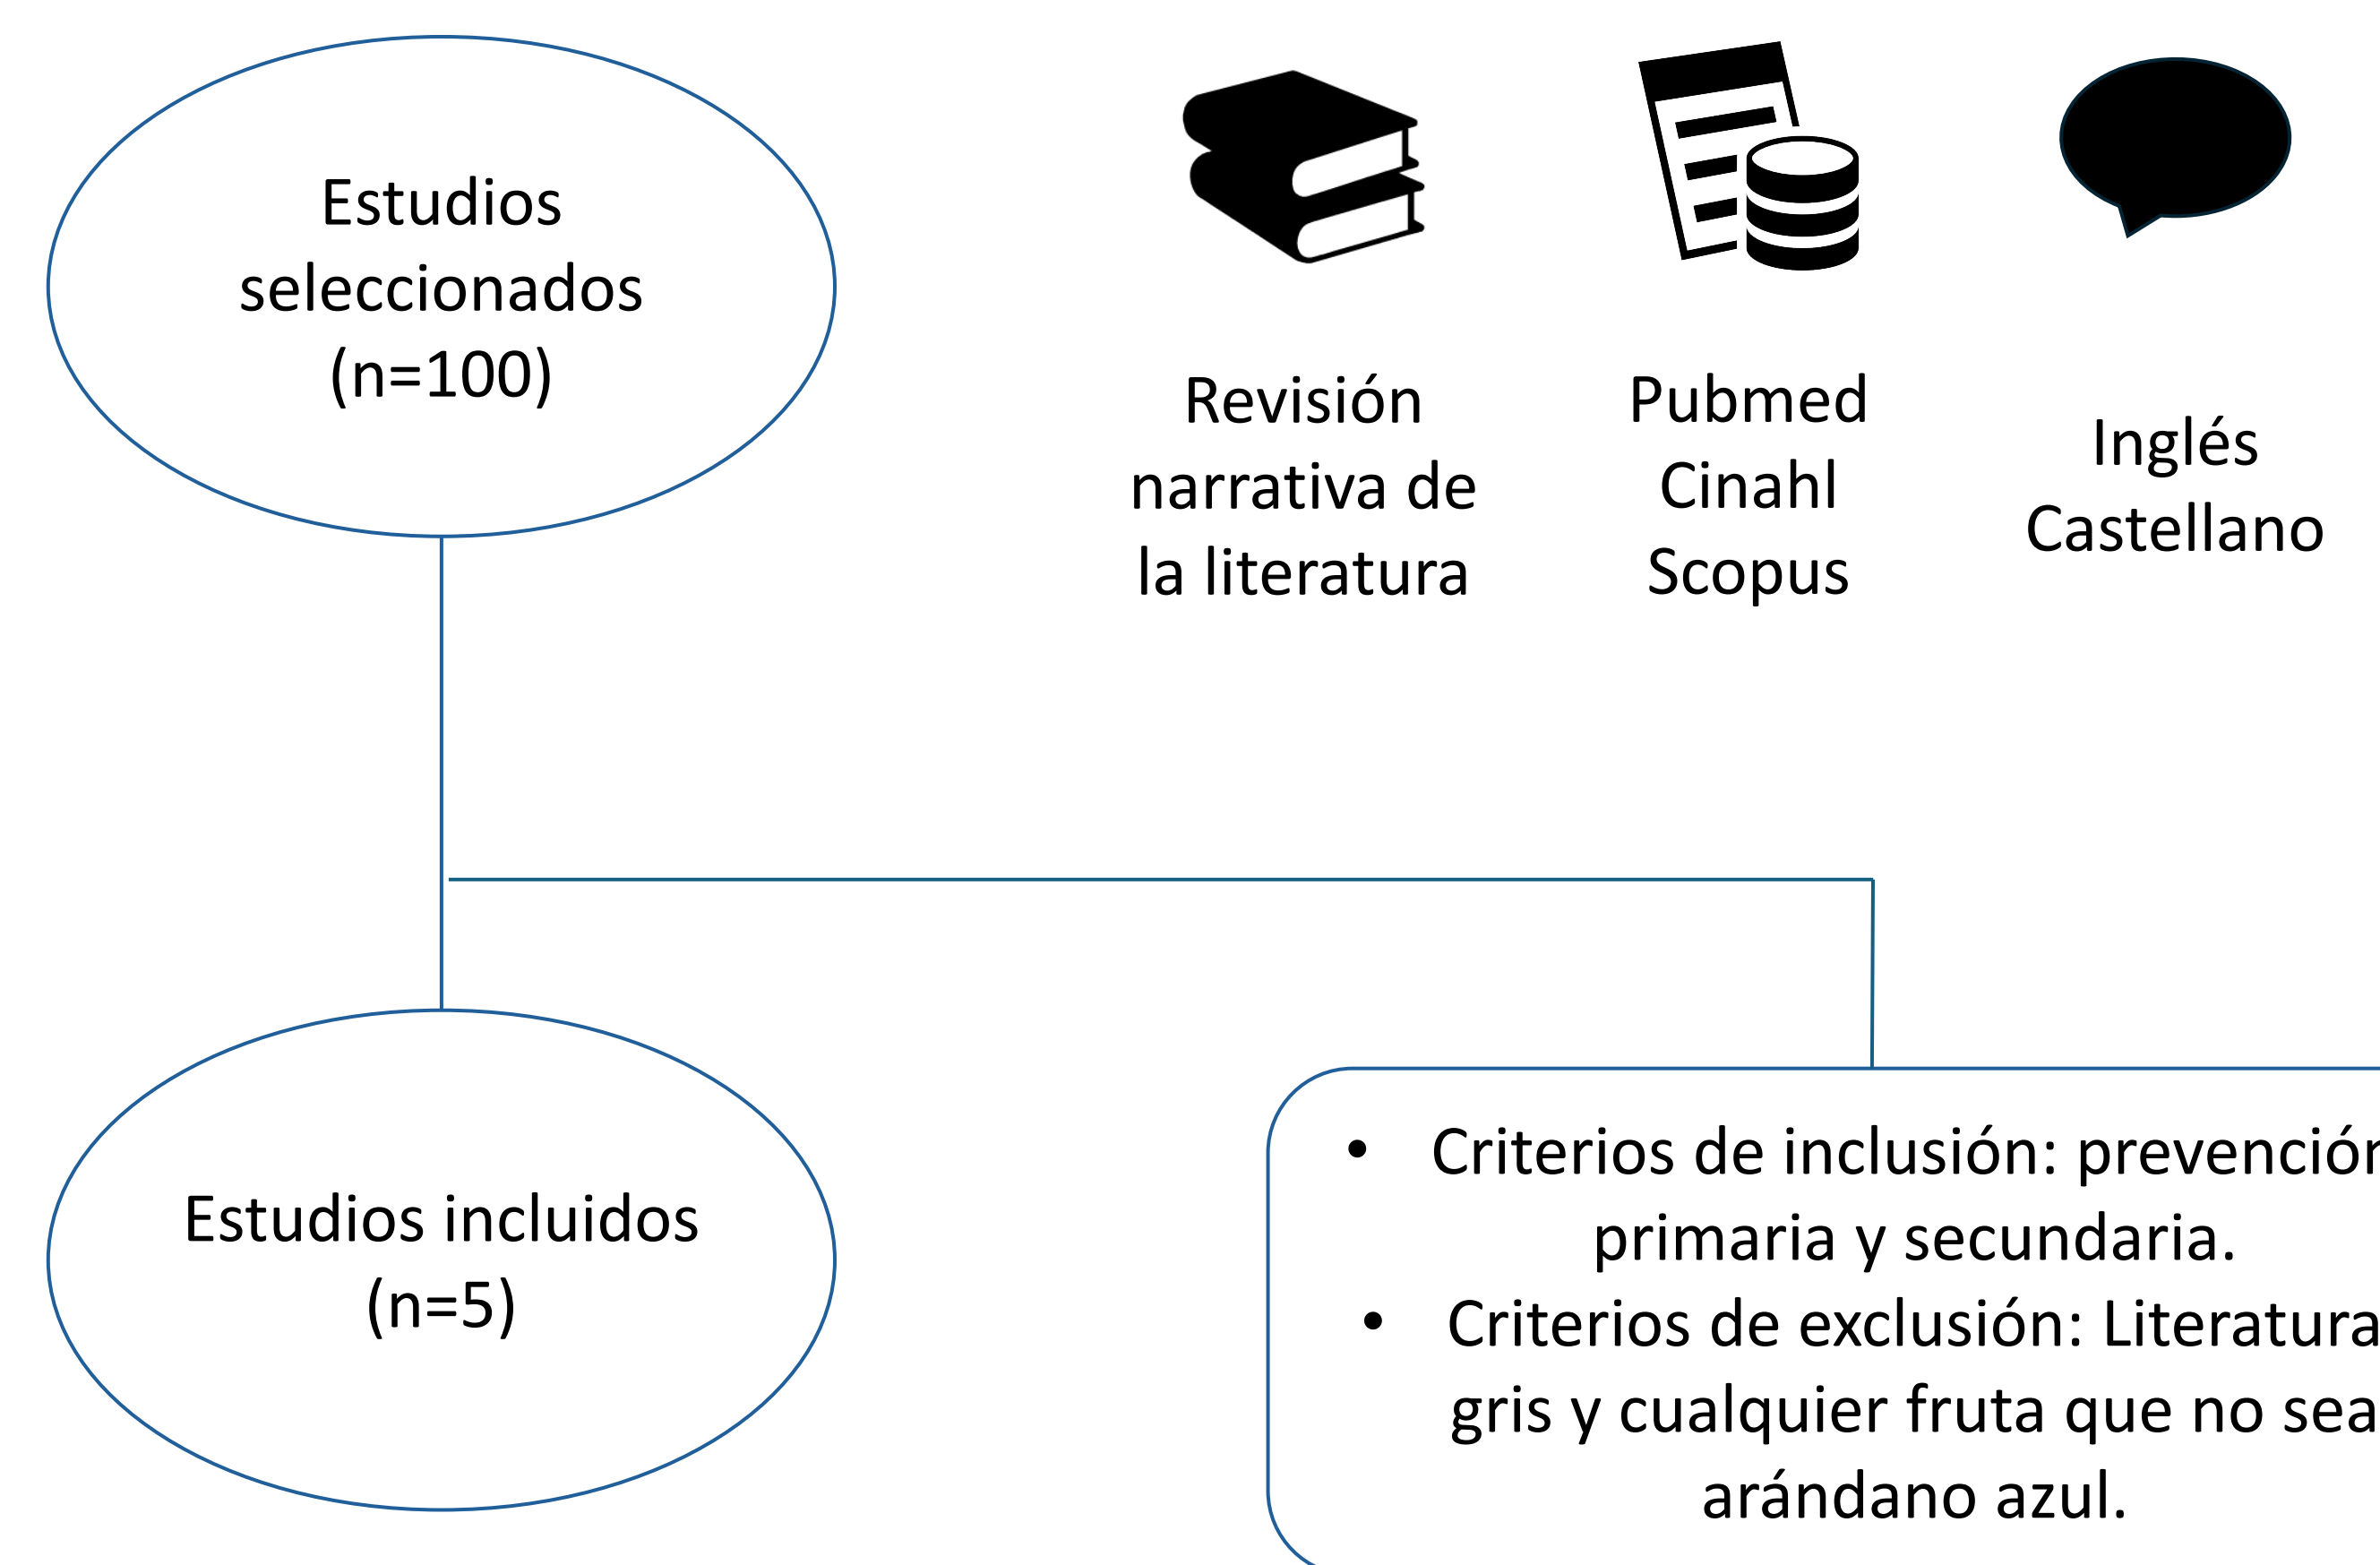 Estudios
seleccionados
(n=100)
Revisión
narrativa de
la literatura
Pubmed
Cinahl
Scopus
Inglés
Castellano
Estudios incluidos
(n=5)
• Criterios de inclusión: prevención
primaria y secundaria.
• Criterios de exclusión: Literatura
gris y cualquier fruta que no sea
arándano azul.